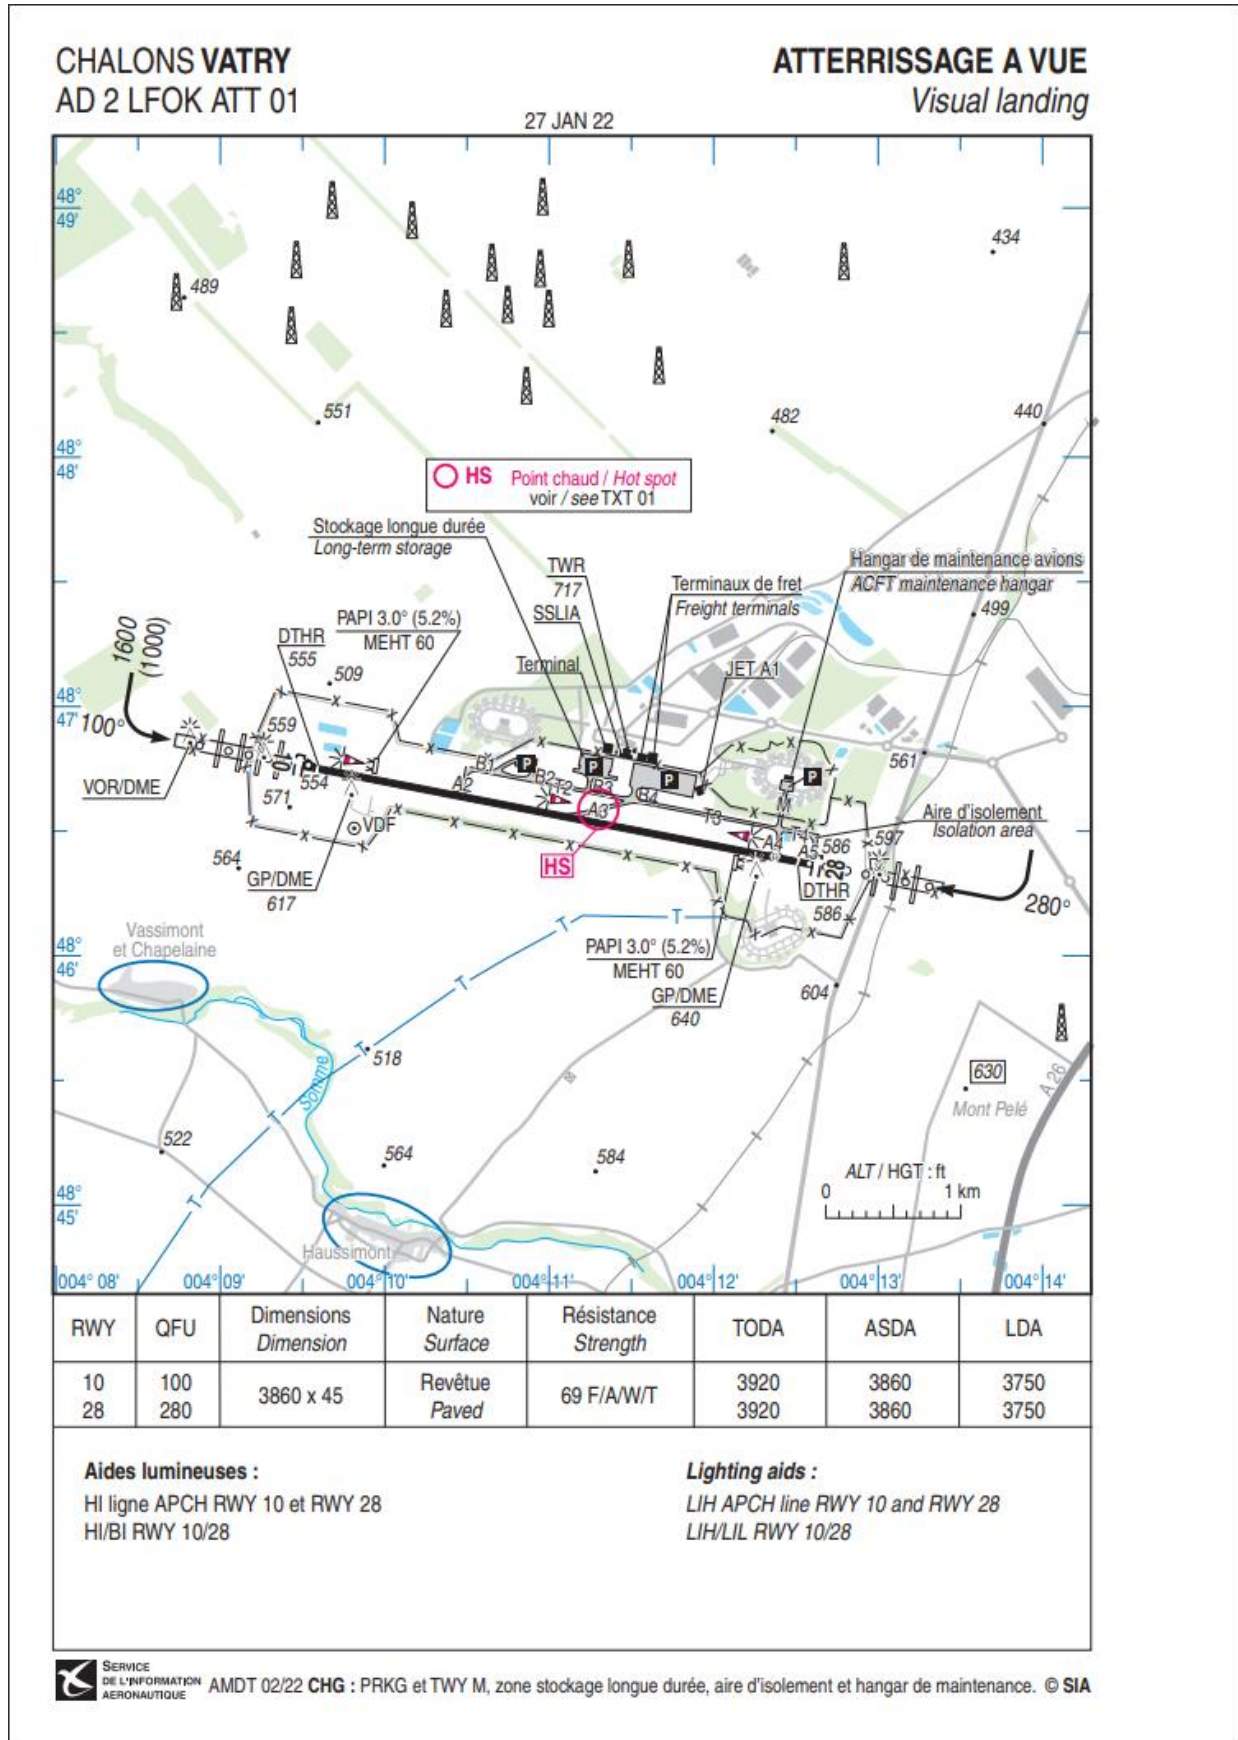 CHALONS VATRY
AD 2 LFOK ATT 01
ATTERRISSAGE A VUE
Visual landing
27 JAN 22
48°
49'
434
489
551
482
440
48°
48'
HS Point chaud / Hot spot
voir / see TXT 01
Stockage longue durée
Long-term storage
TWR
717
SSLIA
Terminal
Terminaux de fret
Freight terminals
Hangar de maintenance avions
ACFT maintenance hangar
499
1600
(1000)
PAPI 3.0° (5.2%)
MEHT 60
DTHR
555
509
JET A1
48°
47'
100°
559
561
VOR/DME
554
571
A2
B1
P
B2
T2
P
B3
P
B4
A3
T3
M
P
T4
A4
A5
586
597
28
10
VDF
Aire d'isolement
Isolation area
564
GP/DME
617
HS
DTHR
586
280°
Vassimont
et Chapelaine
48°
46'
T
T
T
T
T
T
PAPI 3.0° (5.2%)
MEHT 60
GP/DME
640
604
518
Somme
630
Mont Pelé
A 26
522
564
584
ALT / HGT : ft
0 1 km
48°
45'
Haussimont
004° 08' 004° 09' 004° 10' 004° 11' 004° 12' 004° 13' 004° 14'
RWY QFU Dimensions Nature Résistance TODA ASDA LDA
Dimension Surface Strength
10 100 3860 x 45 Revêtue 69 F/A/W/T 3920 3860 3750
28 280 Paved 3920 3860 3750
Aides lumineuses :
HI ligne APCH RWY 10 et RWY 28
HI/BI RWY 10/28
Lighting aids :
LIH APCH line RWY 10 and RWY 28
LIH/LIL RWY 10/28
SERVICE
DE L'INFORMATION
AERONAUTIQUE
AMDT 02/22 CHG : PRKG et TWY M, zone stockage longue durée, aire d'isolement et hangar de maintenance. © SIA